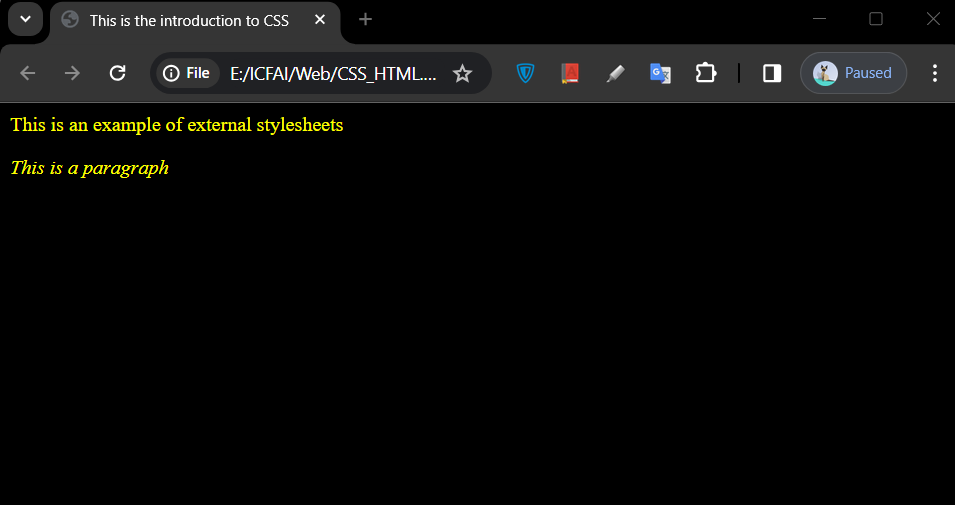 This is the introduction to CSS
File E:/ICFAI/Web/CSS_HTML.... Paused
This is an example of external stylesheets
This is a paragraph